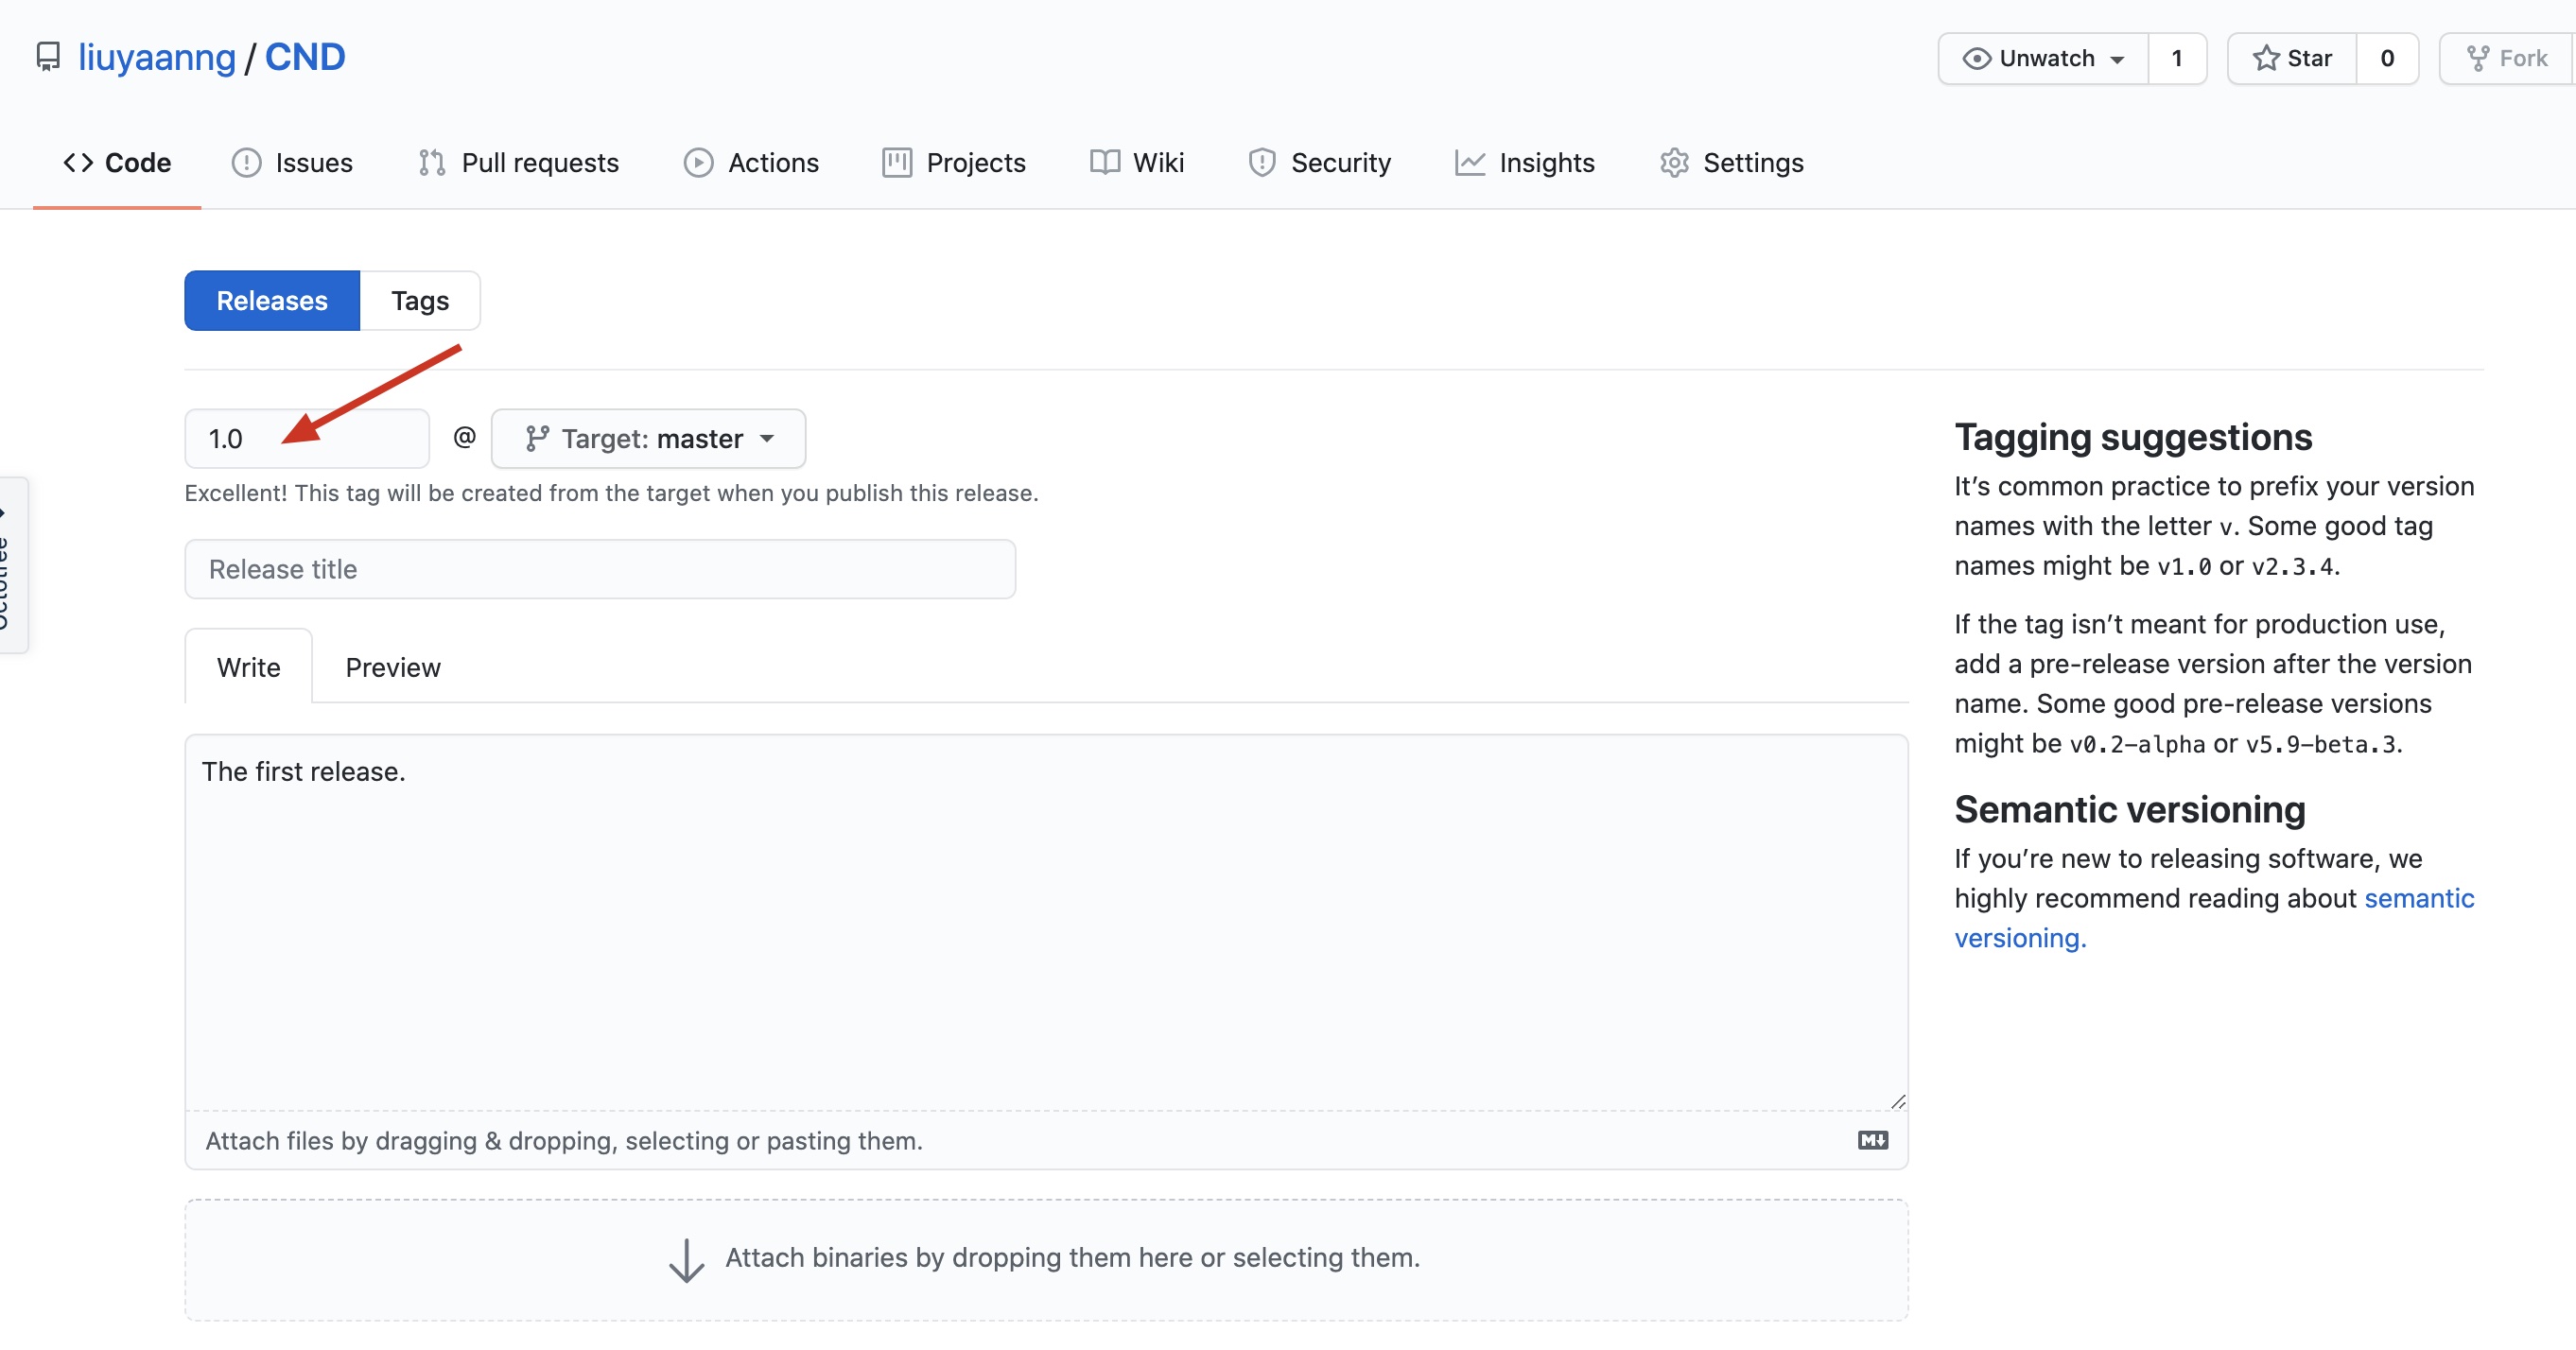 liuyaanng / CND
Unwatch 1 Star 0 Fork
Code Issues Pull requests Actions Projects Wiki Security Insights Settings
Releases Tags
1.0 @ Target: master
Excellent! This tag will be created from the target when you publish this release.
Release title
Write Preview
The first release.
Attach files by dragging & dropping, selecting or pasting them.
M
Attach binaries by dropping them here or selecting them.
Tagging suggestions
It’s common practice to prefix your version
names with the letter v. Some good tag
names might be v1.0 or v2.3.4.
If the tag isn’t meant for production use,
add a pre-release version after the version
name. Some good pre-release versions
might be v0.2-alpha or v5.9-beta.3.
Semantic versioning
If you’re new to releasing software, we
highly recommend reading about semantic
versioning.
Octotree